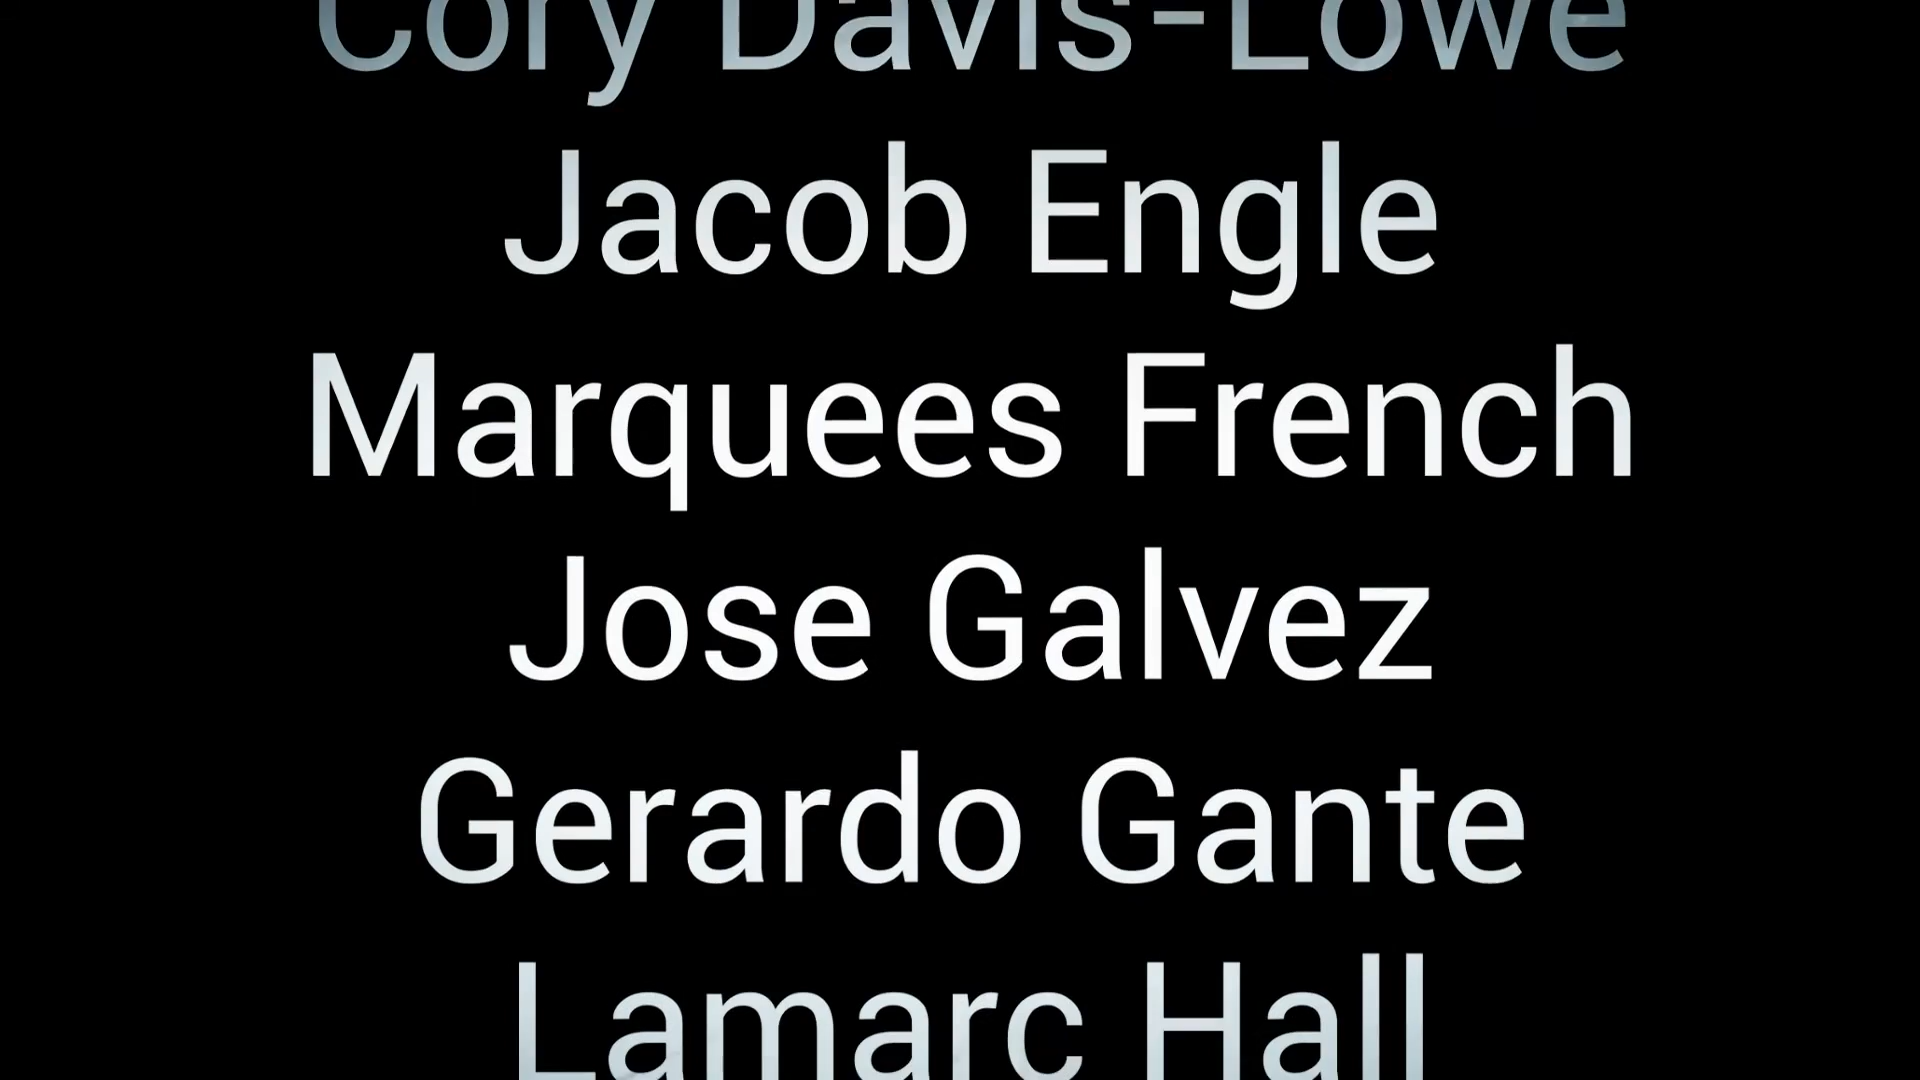 Cory Davis-Lowe
Jacob Engle
Marquees French
Jose Galvez
Gerardo Gante
Lamarc Hall